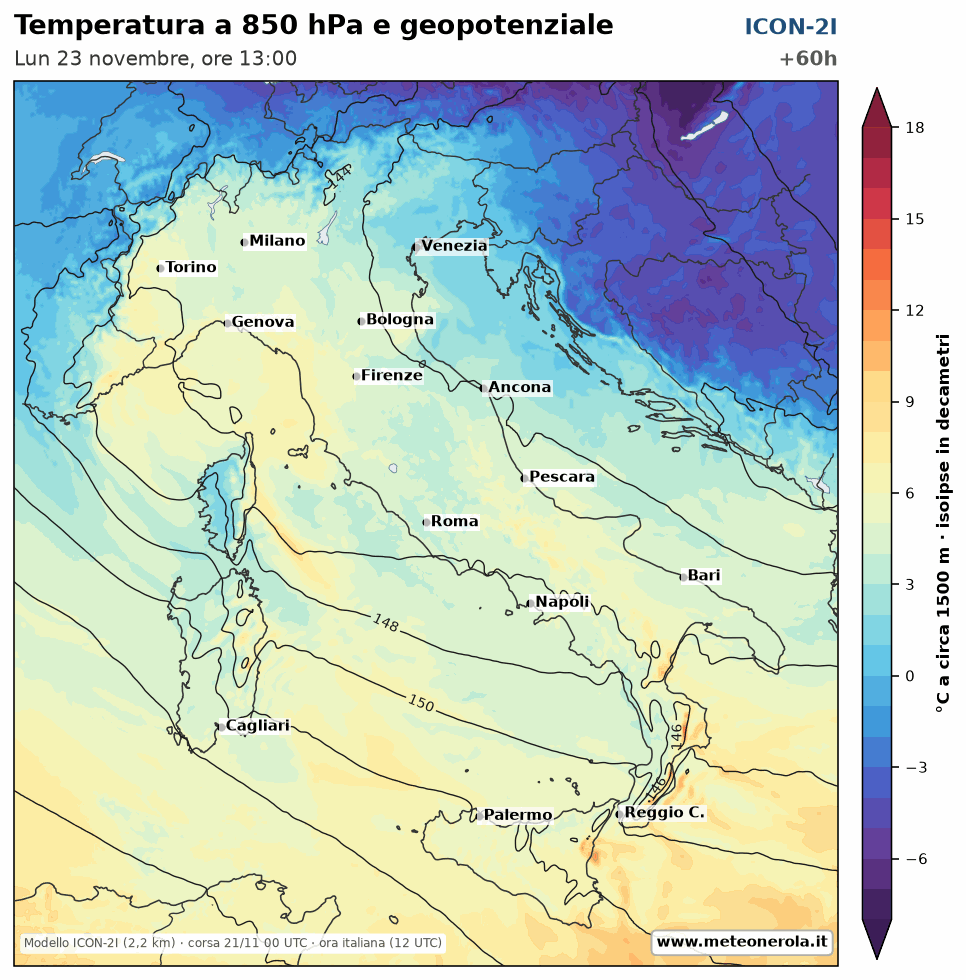 Temperatura a 850 hPa e geopotenziale
ICON-2I
Lun 23 novembre, ore 13:00
+60h
144
Milano
Venezia
Torino
Genova
Bologna
Firenze
Ancona
Pescara
Roma
Bari
Napoli
148
150
146
Cagliari
146
Palermo
Reggio C.
18
15
12
9
6
3
0
−3
−6
°C a circa 1500 m · isoipse in decametri
Modello ICON-2I (2,2 km) · corsa 21/11 00 UTC · ora italiana (12 UTC)
www.meteonerola.it